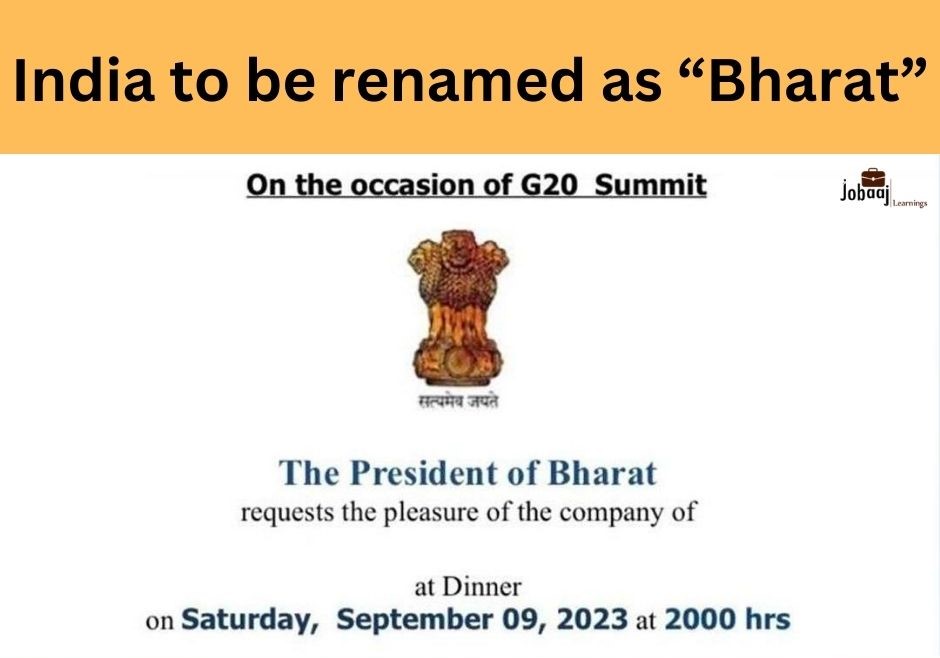 India to be renamed as “Bharat”
On the occasion of G20 Summit
jobaaj
Learnings
सत्यमेव जयते
The President of Bharat
requests the pleasure of the company of
at Dinner
on Saturday, September 09, 2023 at 2000 hrs